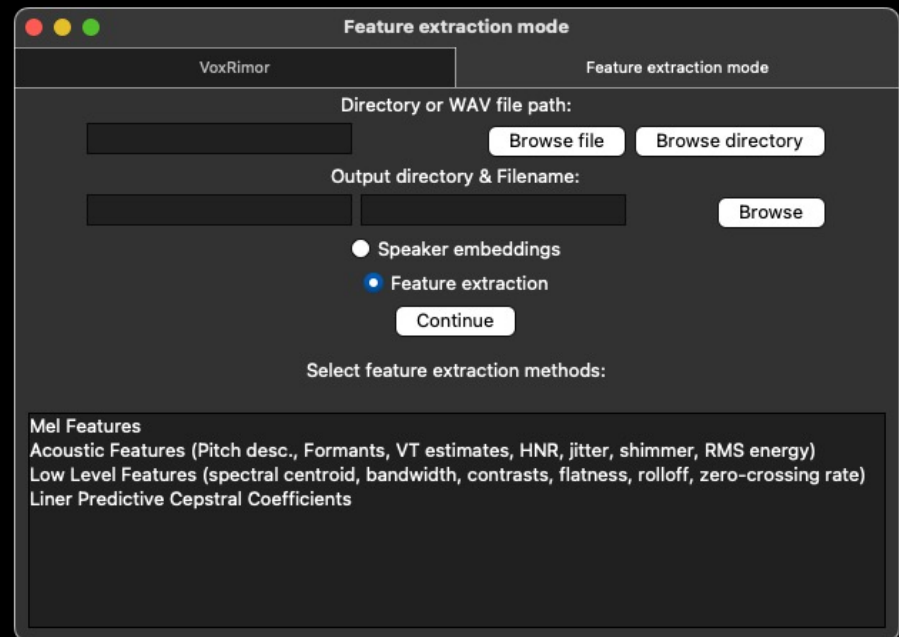 Feature extraction mode
VoxRimor Feature extraction mode
Directory or WAV file path:
Browse file Browse directory
Output directory & Filename:
Browse
Speaker embeddings
Feature extraction
Continue
Select feature extraction methods:
Mel Features
Acoustic Features (Pitch desc., Formants, VT estimates, HNR, jitter, shimmer, RMS energy)
Low Level Features (spectral centroid, bandwidth, contrasts, flatness, rolloff, zero-crossing rate)
Liner Predictive Cepstral Coefficients